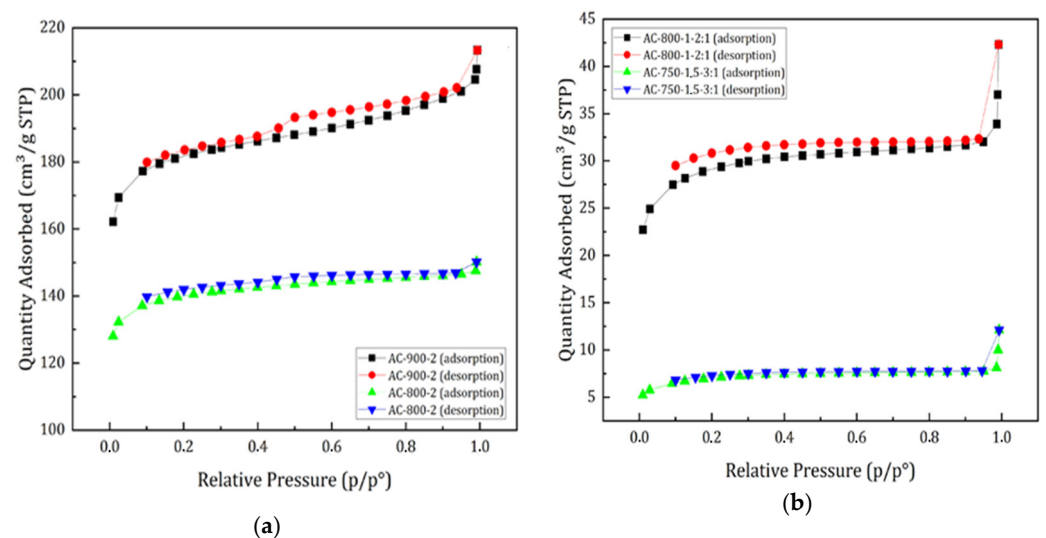 220
200
180
160
140
120
100
Quantity Adsorbed (cm³/g STP)
AC-900-2 (adsorption)
AC-900-2 (desorption)
AC-800-2 (adsorption)
AC-800-2 (desorption)
0.0 0.2 0.4 0.6 0.8 1.0
Relative Pressure (p/p°)
(a)
45
40
35
30
25
20
15
10
5
Quantity Adsorbed (cm³/g STP)
AC-800-1-2:1 (adsorption)
AC-800-1-2:1 (desorption)
AC-750-1.5-3:1 (adsorption)
AC-750-1.5-3:1 (desorption)
0.0 0.2 0.4 0.6 0.8 1.0
Relative Pressure (p/p°)
(b)